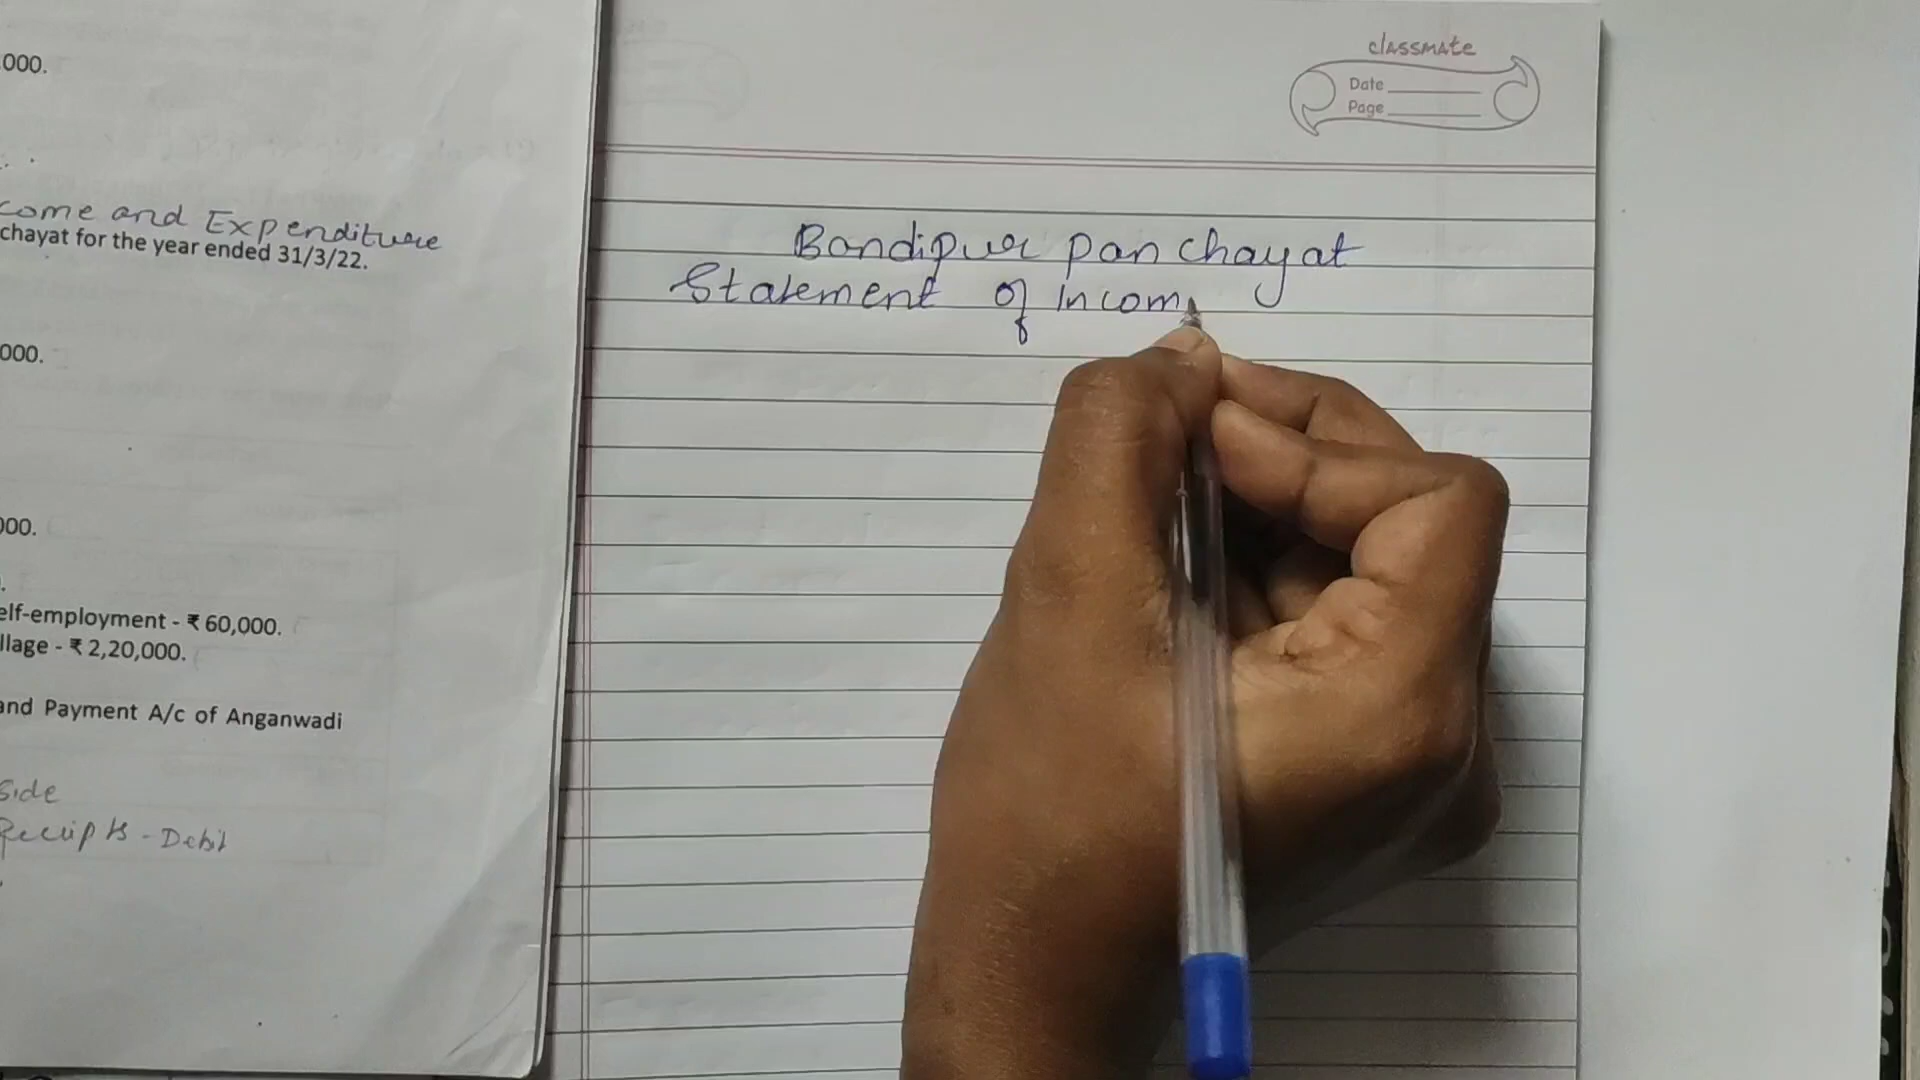 000.
come and Expenditure
chayat for the year ended 31/3/22.
000.
000.
elf-employment - ₹ 60,000.
llage - ₹ 2,20,000.
and Payment A/c of Anganwadi
Side
Receipts - Debit
classmate
Date
Page
Bandipur panchayat
Statement of incom